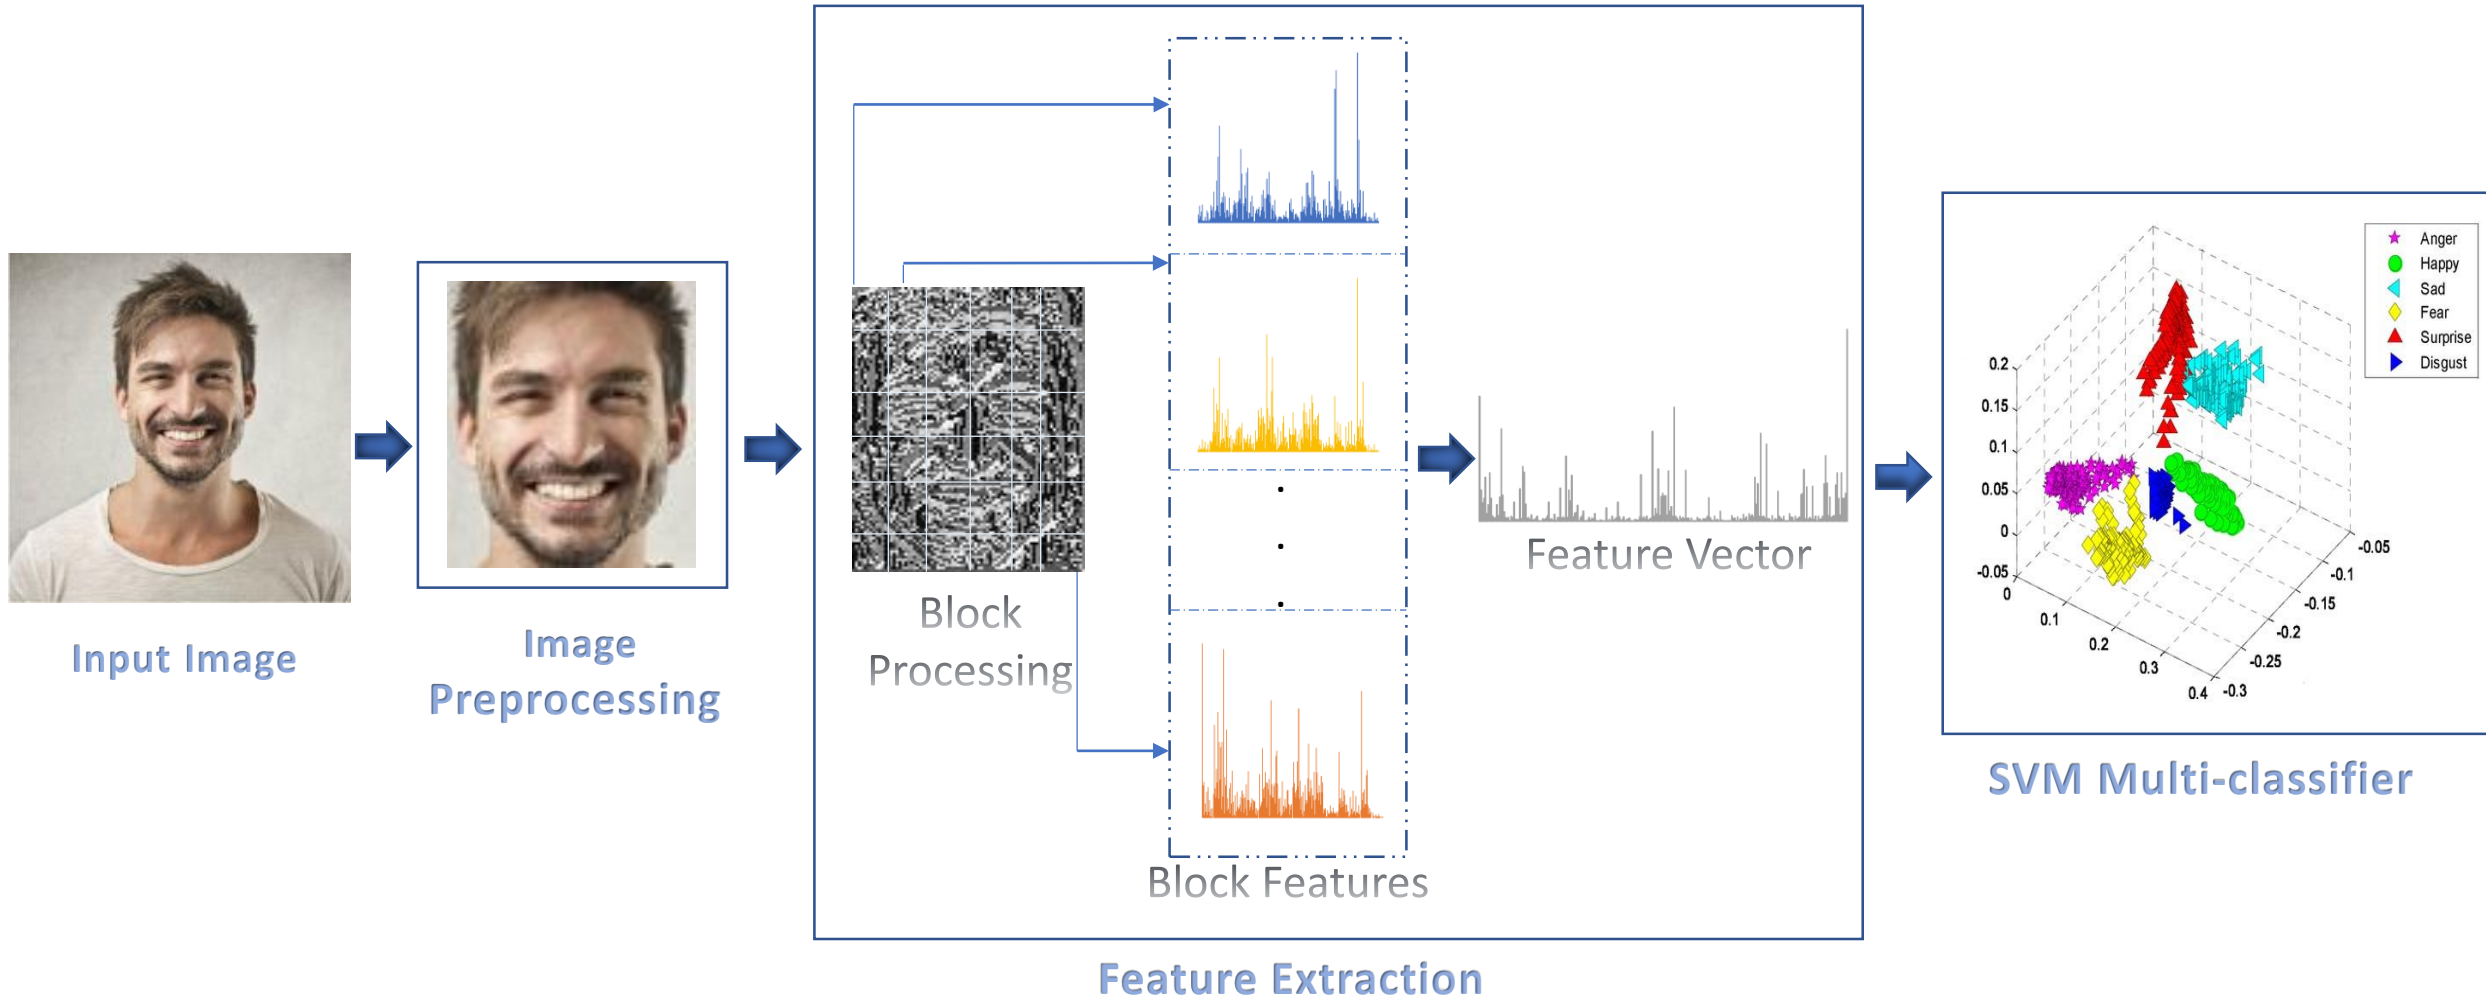 Input Image
Image
Preprocessing
Block
Processing
Block Features
Feature Vector
Feature Extraction
Anger
Happy
Sad
Fear
Surprise
Disgust
0.2
0.15
0.1
0.05
0
-0.05
0
0.1
0.2
0.3
0.4
-0.3
-0.25
-0.2
-0.15
-0.1
-0.05
SVM Multi-classifier